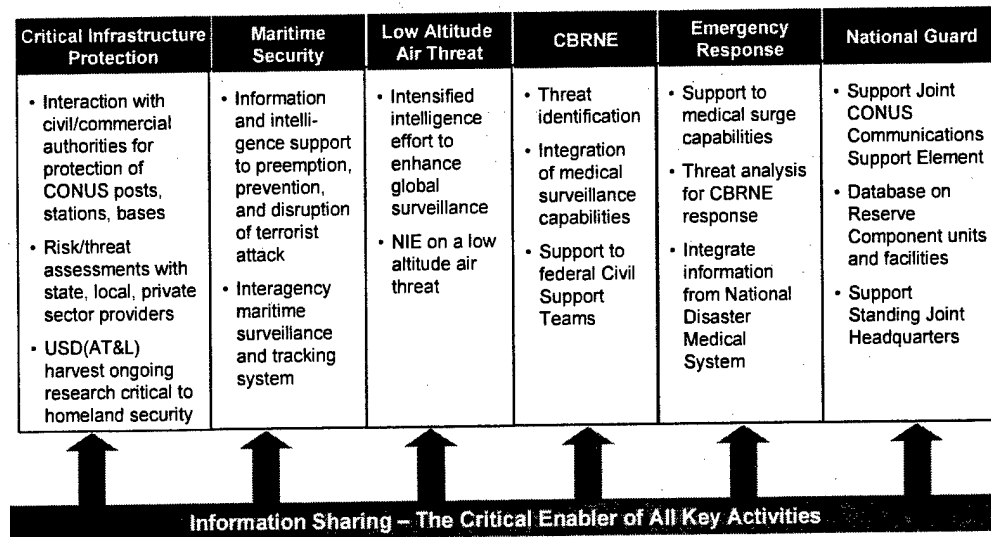 Critical Infrastructure
Protection
• Interaction with
civil/commercial
authorities for
protection of
CONUS posts,
stations, bases
• Risk/threat
assessments with
state, local, private
sector providers
• USD(AT&L)
harvest ongoing
research critical to
homeland security
Maritime
Security
• Information
and intelli-
gence support
to preemption,
prevention,
and disruption
of terrorist
attack
• Interagency
maritime
surveillance
and tracking
system
Low Altitude
Air Threat
• Intensified
intelligence
effort to
enhance
global
surveillance
• NIE on a low
altitude air
threat
CBRNE
• Threat
identification
• Integration
of medical
surveillance
capabilities
• Support to
federal Civil
Support
Teams
Emergency
Response
• Support to
medical surge
capabilities
• Threat analysis
for CBRNE
response
• Integrate
information
from National
Disaster
Medical
System
National Guard
• Support Joint
CONUS
Communications
Support Element
• Database on
Reserve
Component units
and facilities
• Support
Standing Joint
Headquarters
Information Sharing – The Critical Enabler of All Key Activities